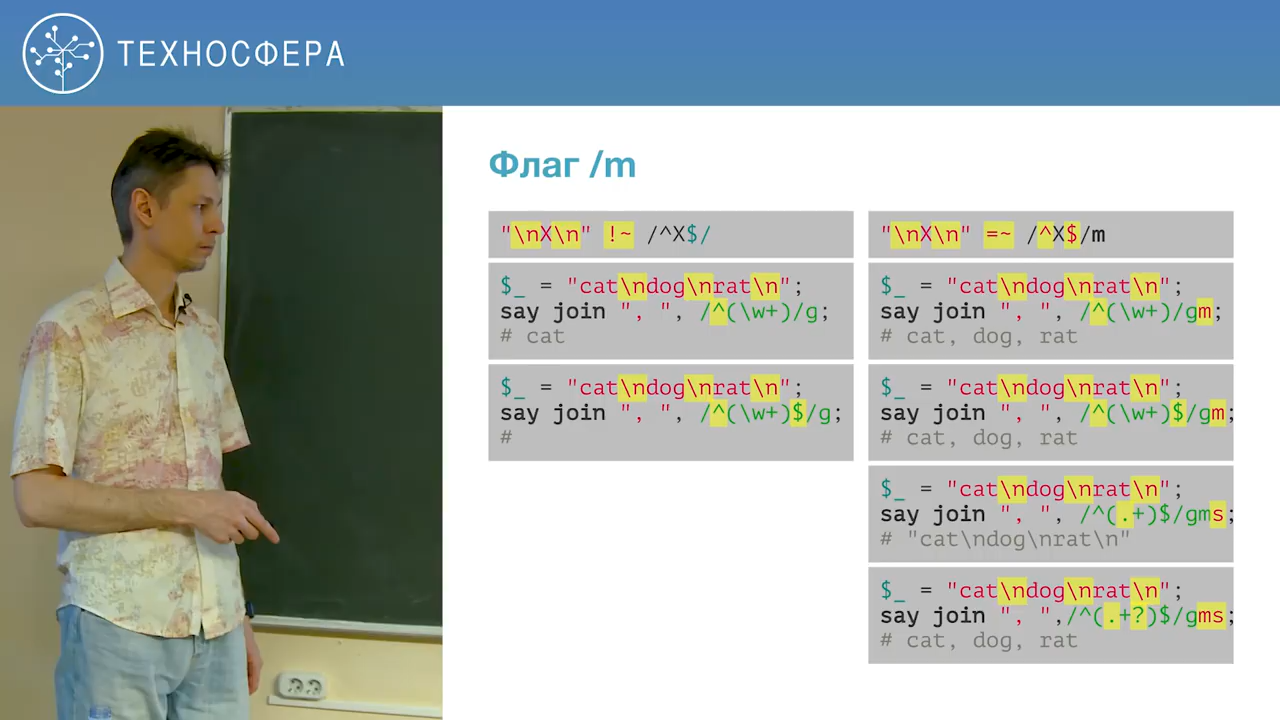 ТЕХНОСФЕРА
Флаг /m
"\nX\n" !~ /^X$/
$_ = "cat\ndog\nrat\n";
say join ", ", /^(\w+)/g;
# cat
$_ = "cat\ndog\nrat\n";
say join ", ", /^(\w+)$/g;
#
"\nX\n" =~ /^X$/m
$_ = "cat\ndog\nrat\n";
say join ", ", /^(\w+)/gm;
# cat, dog, rat
$_ = "cat\ndog\nrat\n";
say join ", ", /^(\w+)$/gm;
# cat, dog, rat
$_ = "cat\ndog\nrat\n";
say join ", ", /^(.+)$/gms;
# "cat\ndog\nrat\n"
$_ = "cat\ndog\nrat\n";
say join ", ",/^(.+?)$/gms;
# cat, dog, rat